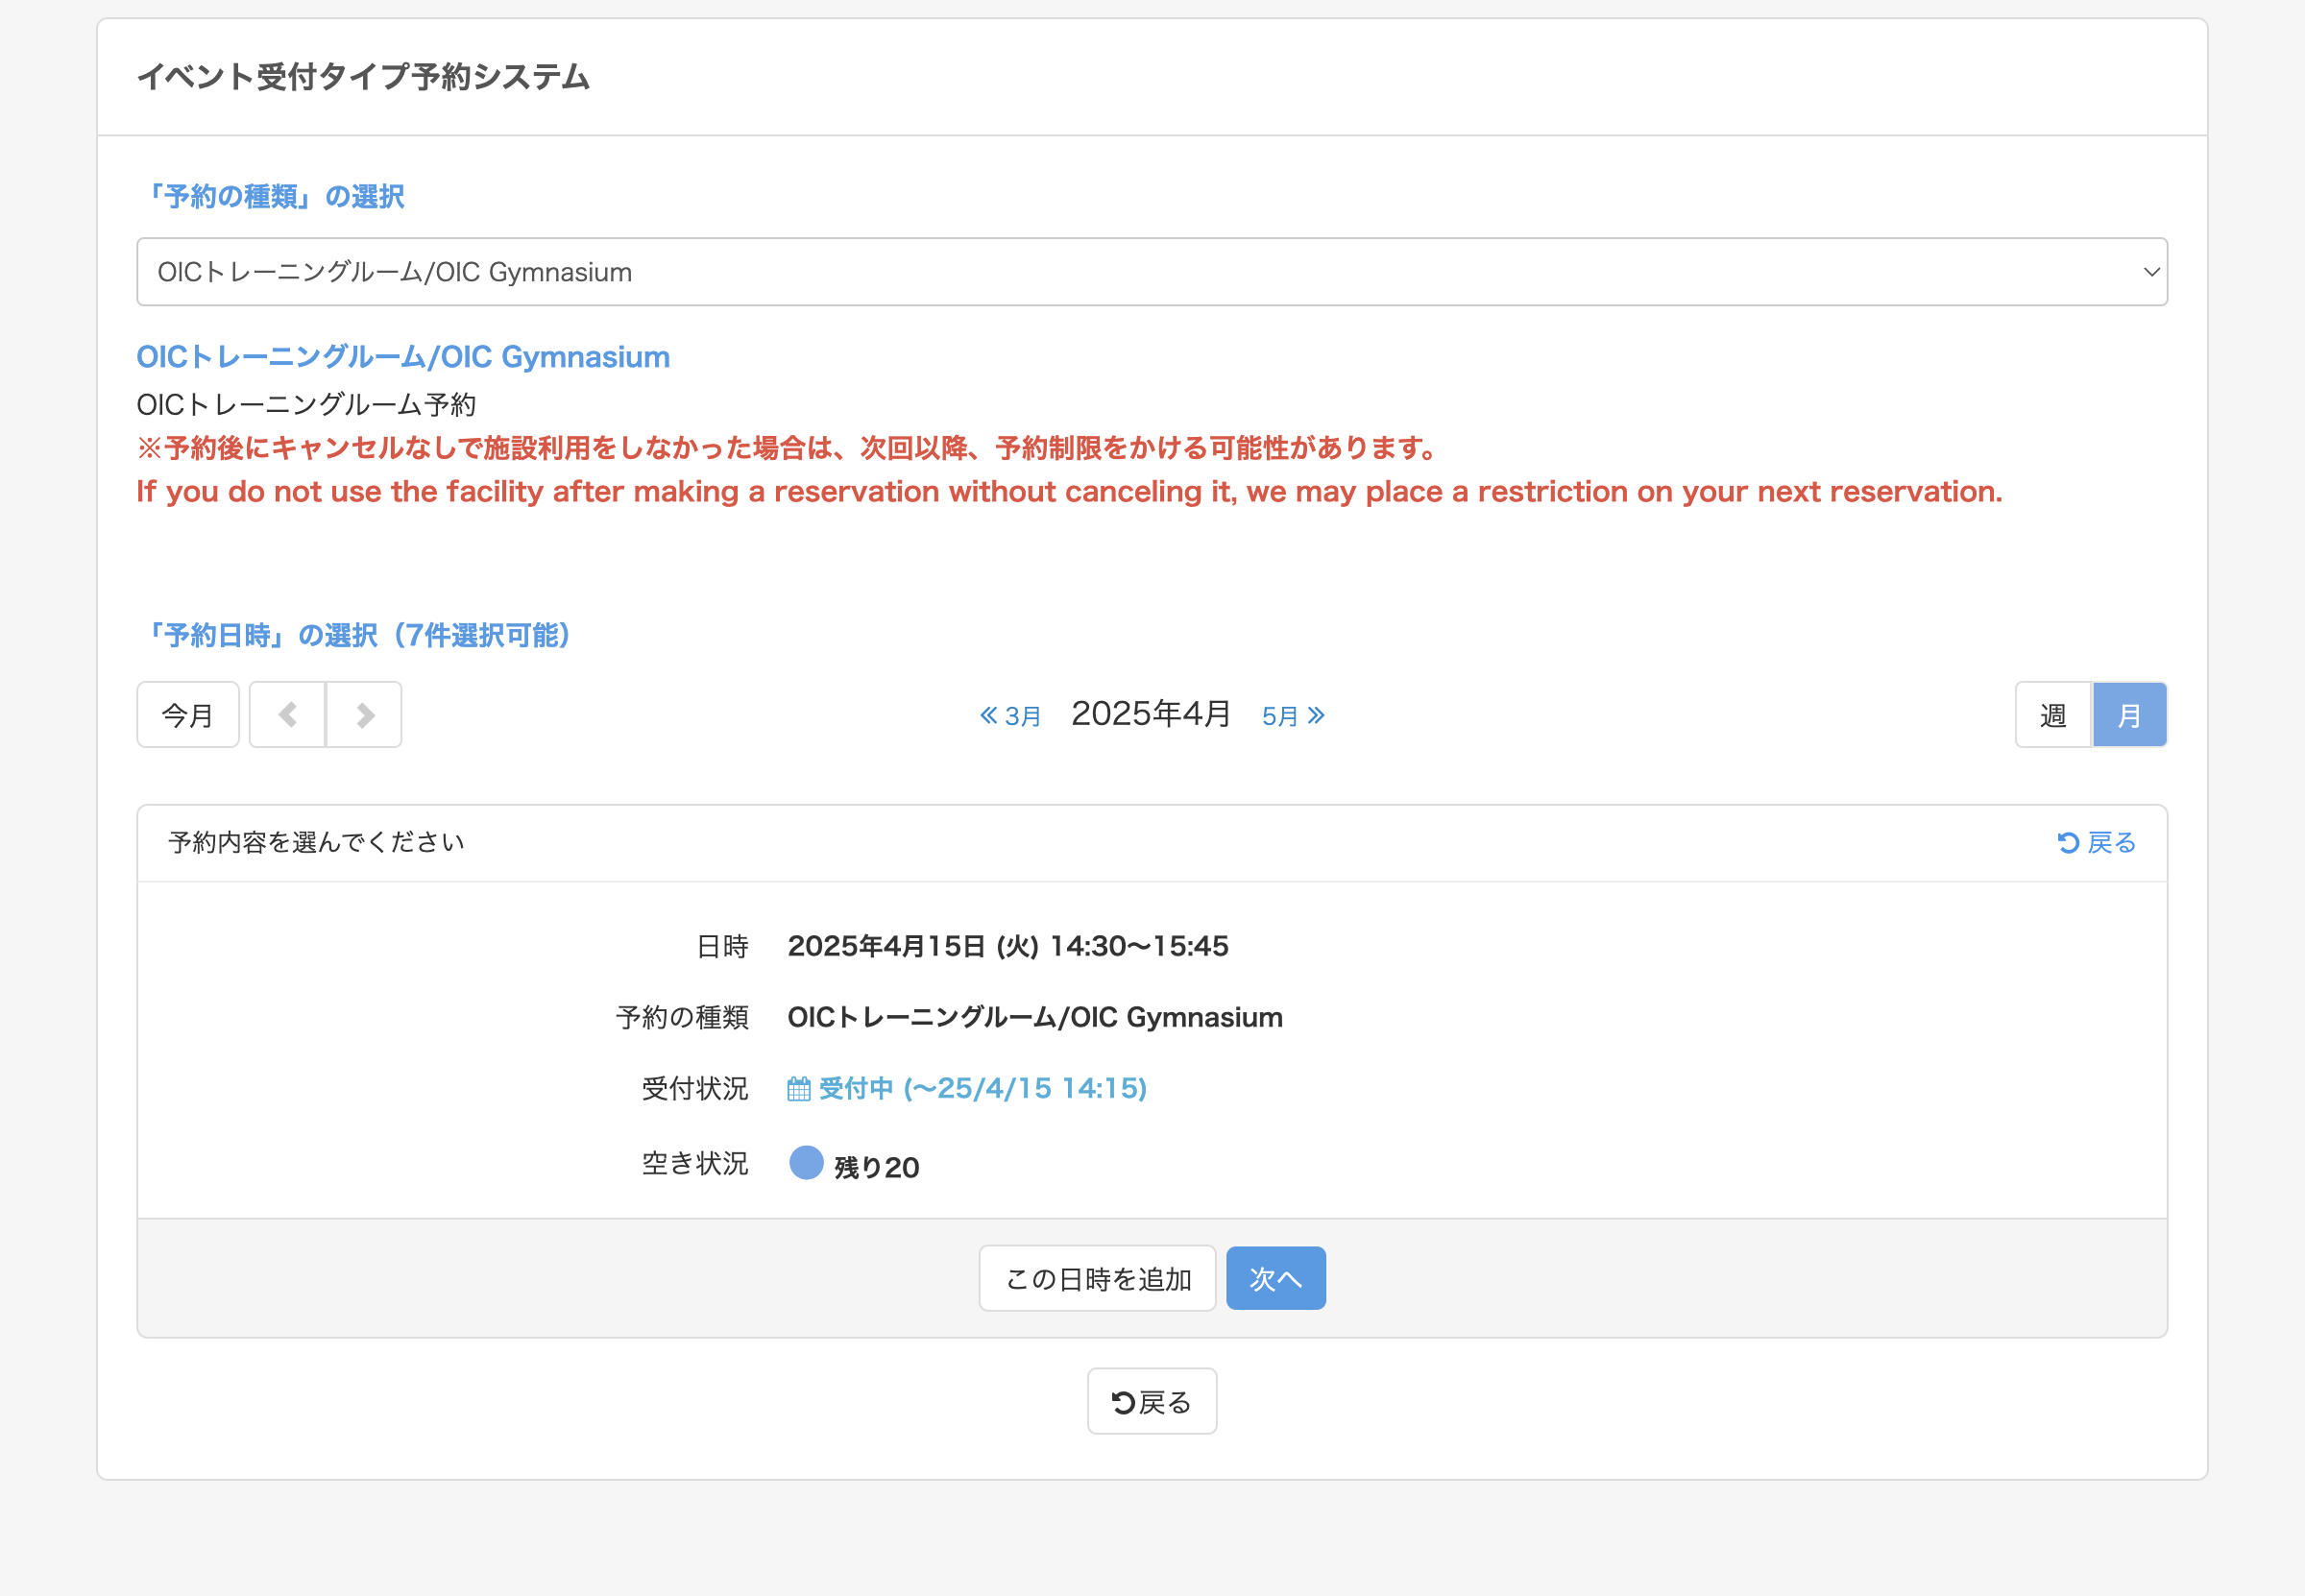 イベント受付タイプ予約システム
「予約の種類」の選択
OICトレーニングルーム/OIC Gymnasium
OICトレーニングルーム/OIC Gymnasium
OICトレーニングルーム予約
※予約後にキャンセルなしで施設利用をしなかった場合は、次回以降、予約制限をかける可能性があります。
If you do not use the facility after making a reservation without canceling it, we may place a restriction on your next reservation.
「予約日時」の選択（7件選択可能）
今月 3月 2025年4月 5月 週 月
予約内容を選んでください 戻る
日時 2025年4月15日 (火) 14:30〜15:45
予約の種類 OICトレーニングルーム/OIC Gymnasium
受付状況 受付中 (〜25/4/15 14:15)
空き状況 残り20
この日時を追加 次へ
戻る